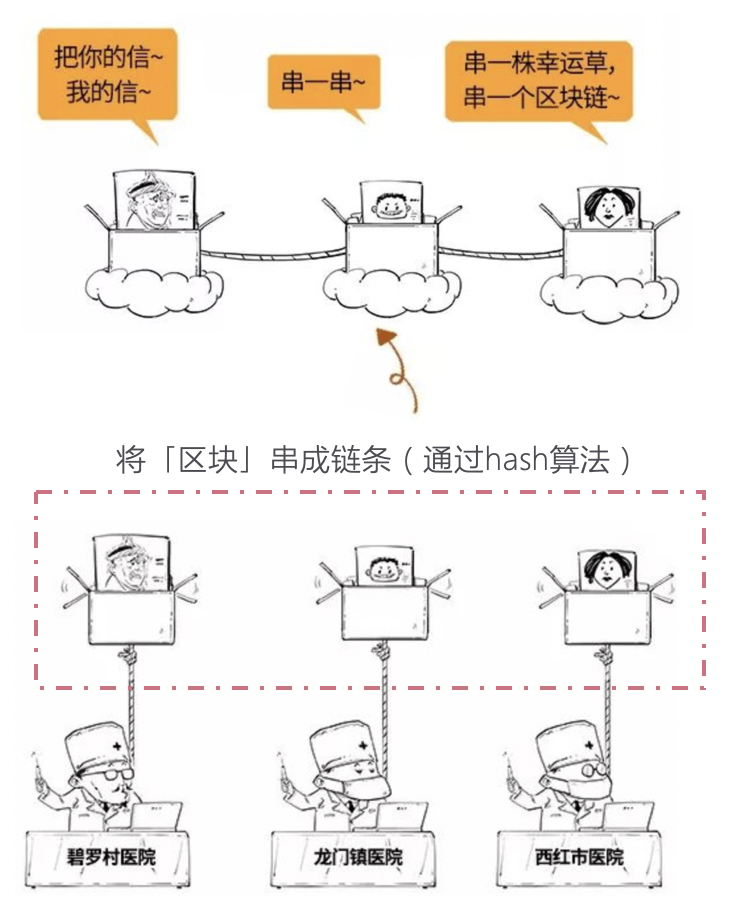 把你的信~
我的信~
串一串~
串一株幸运草,
串一个区块链~
将「区块」串成链条（通过hash算法）
碧罗村医院
龙门镇医院
西红市医院